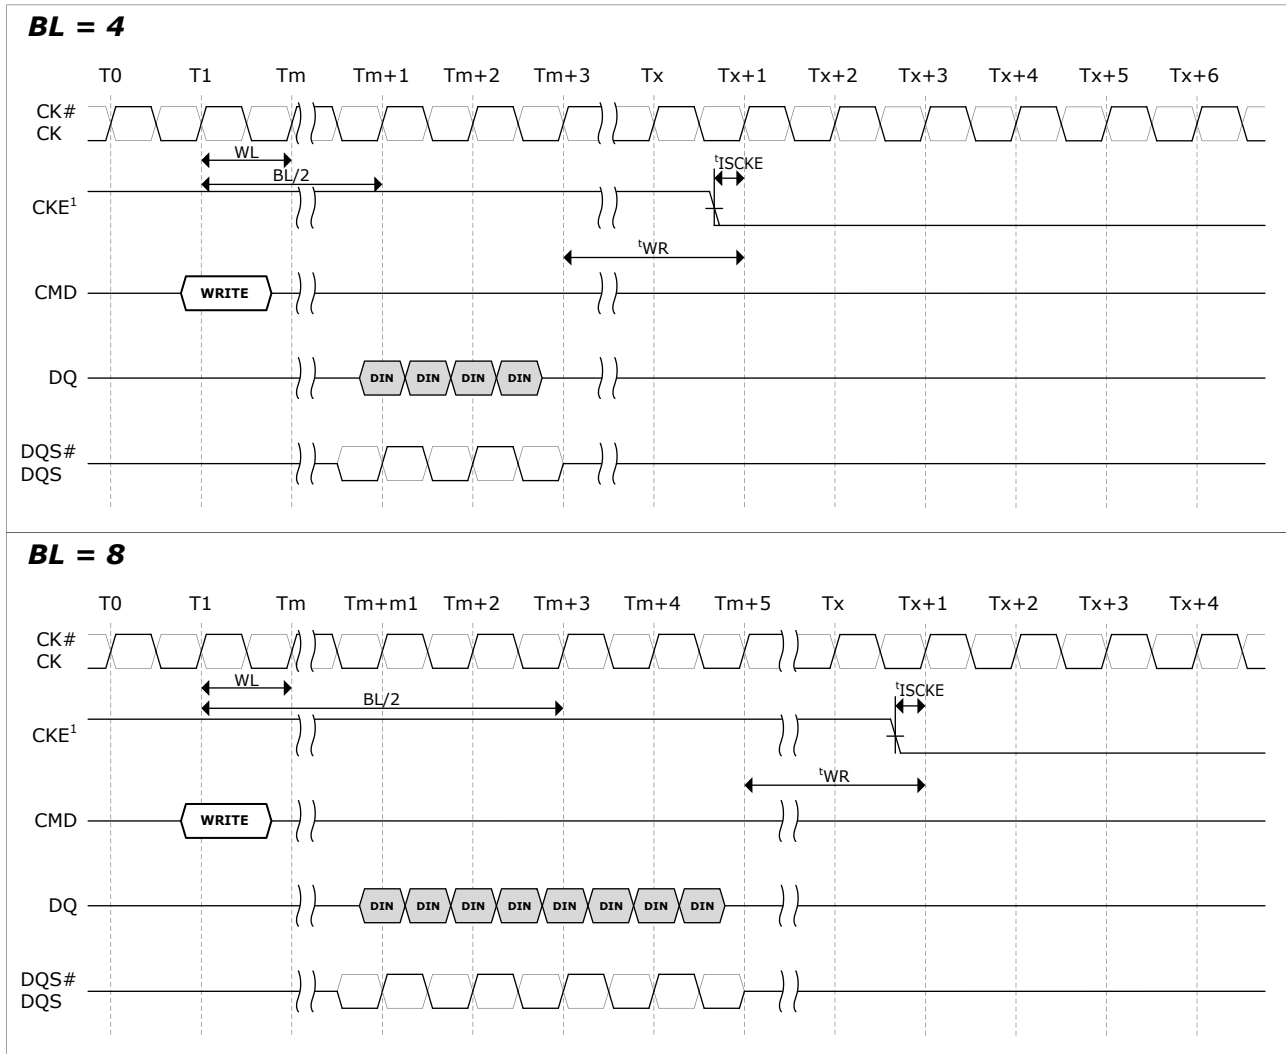 BL = 4
T0 T1 Tm Tm+1 Tm+2 Tm+3 Tx Tx+1 Tx+2 Tx+3 Tx+4 Tx+5 Tx+6
CK#
CK
WL
tISCKE
BL/2
CKE1
tWR
CMD WRITE
DQ DIN DIN DIN DIN
DQS#
DQS
BL = 8
T0 T1 Tm Tm+m1 Tm+2 Tm+3 Tm+4 Tm+5 Tx Tx+1 Tx+2 Tx+3 Tx+4
CK#
CK
WL
tISCKE
BL/2
CKE1
tWR
CMD WRITE
DQ DIN DIN DIN DIN DIN DIN DIN DIN
DQS#
DQS